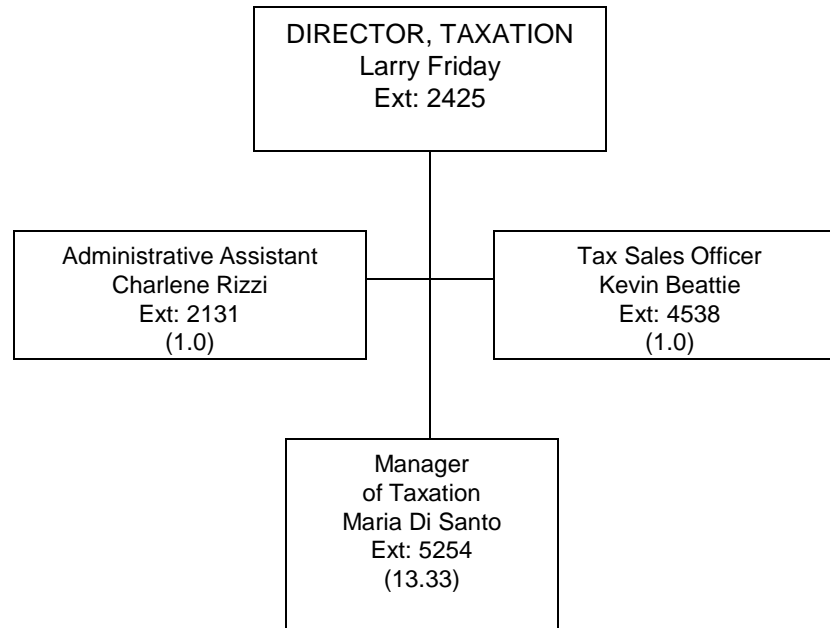 DIRECTOR, TAXATION
Larry Friday
Ext: 2425
Administrative Assistant
Charlene Rizzi
Ext: 2131
(1.0)
Tax Sales Officer
Kevin Beattie
Ext: 4538
(1.0)
Manager
of Taxation
Maria Di Santo
Ext: 5254
(13.33)